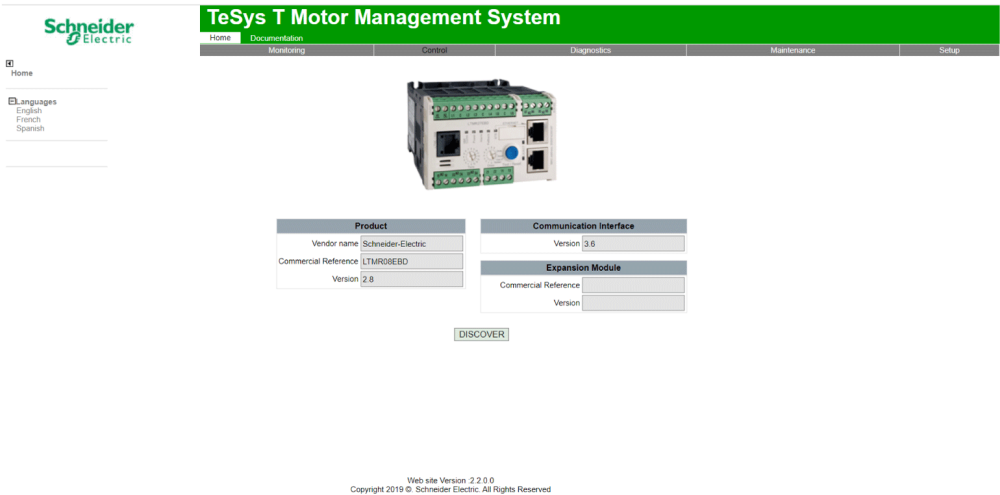 Schneider
Electric
TeSys T Motor Management System
Home Documentation
Monitoring Control Diagnostics Maintenance Setup
Home
Languages
English
French
Spanish
Product
Vendor name Schneider-Electric
Commercial Reference LTMR08EBD
Version 2.8
Communication Interface
Version 3.6
Expansion Module
Commercial Reference
Version
DISCOVER
Web site Version :2.2.0.0
Copyright 2019 ©. Schneider Electric. All Rights Reserved